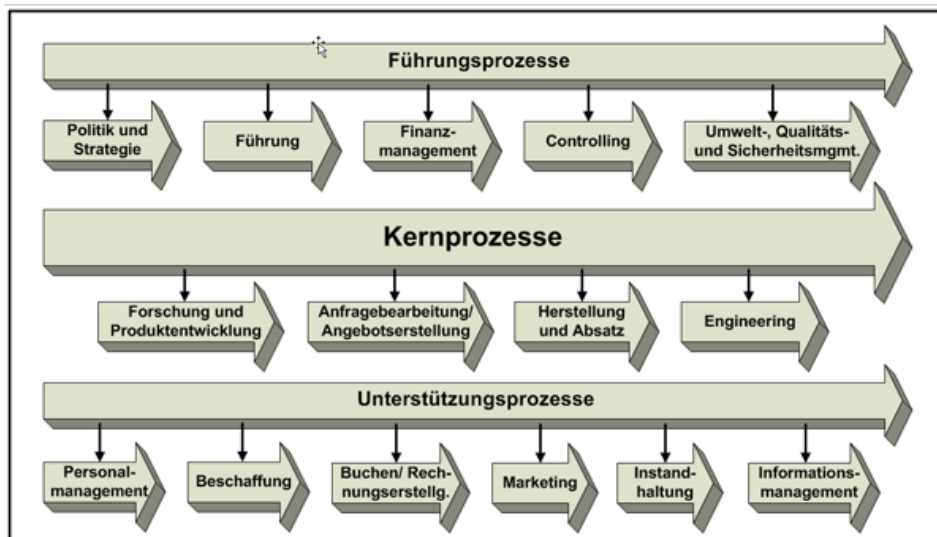 Führungsprozesse
Politik und
Strategie
Führung
Finanz-
management
Controlling
Umwelt-, Qualitäts-
und Sicherheitsmgmt.
Kernprozesse
Forschung und
Produktentwicklung
Anfragebearbeitung/
Angebotserstellung
Herstellung
und Absatz
Engineering
Unterstützungsprozesse
Personal-
management
Beschaffung
Buchen/ Rech-
nungserstellg.
Marketing
Instand-
haltung
Informations-
management